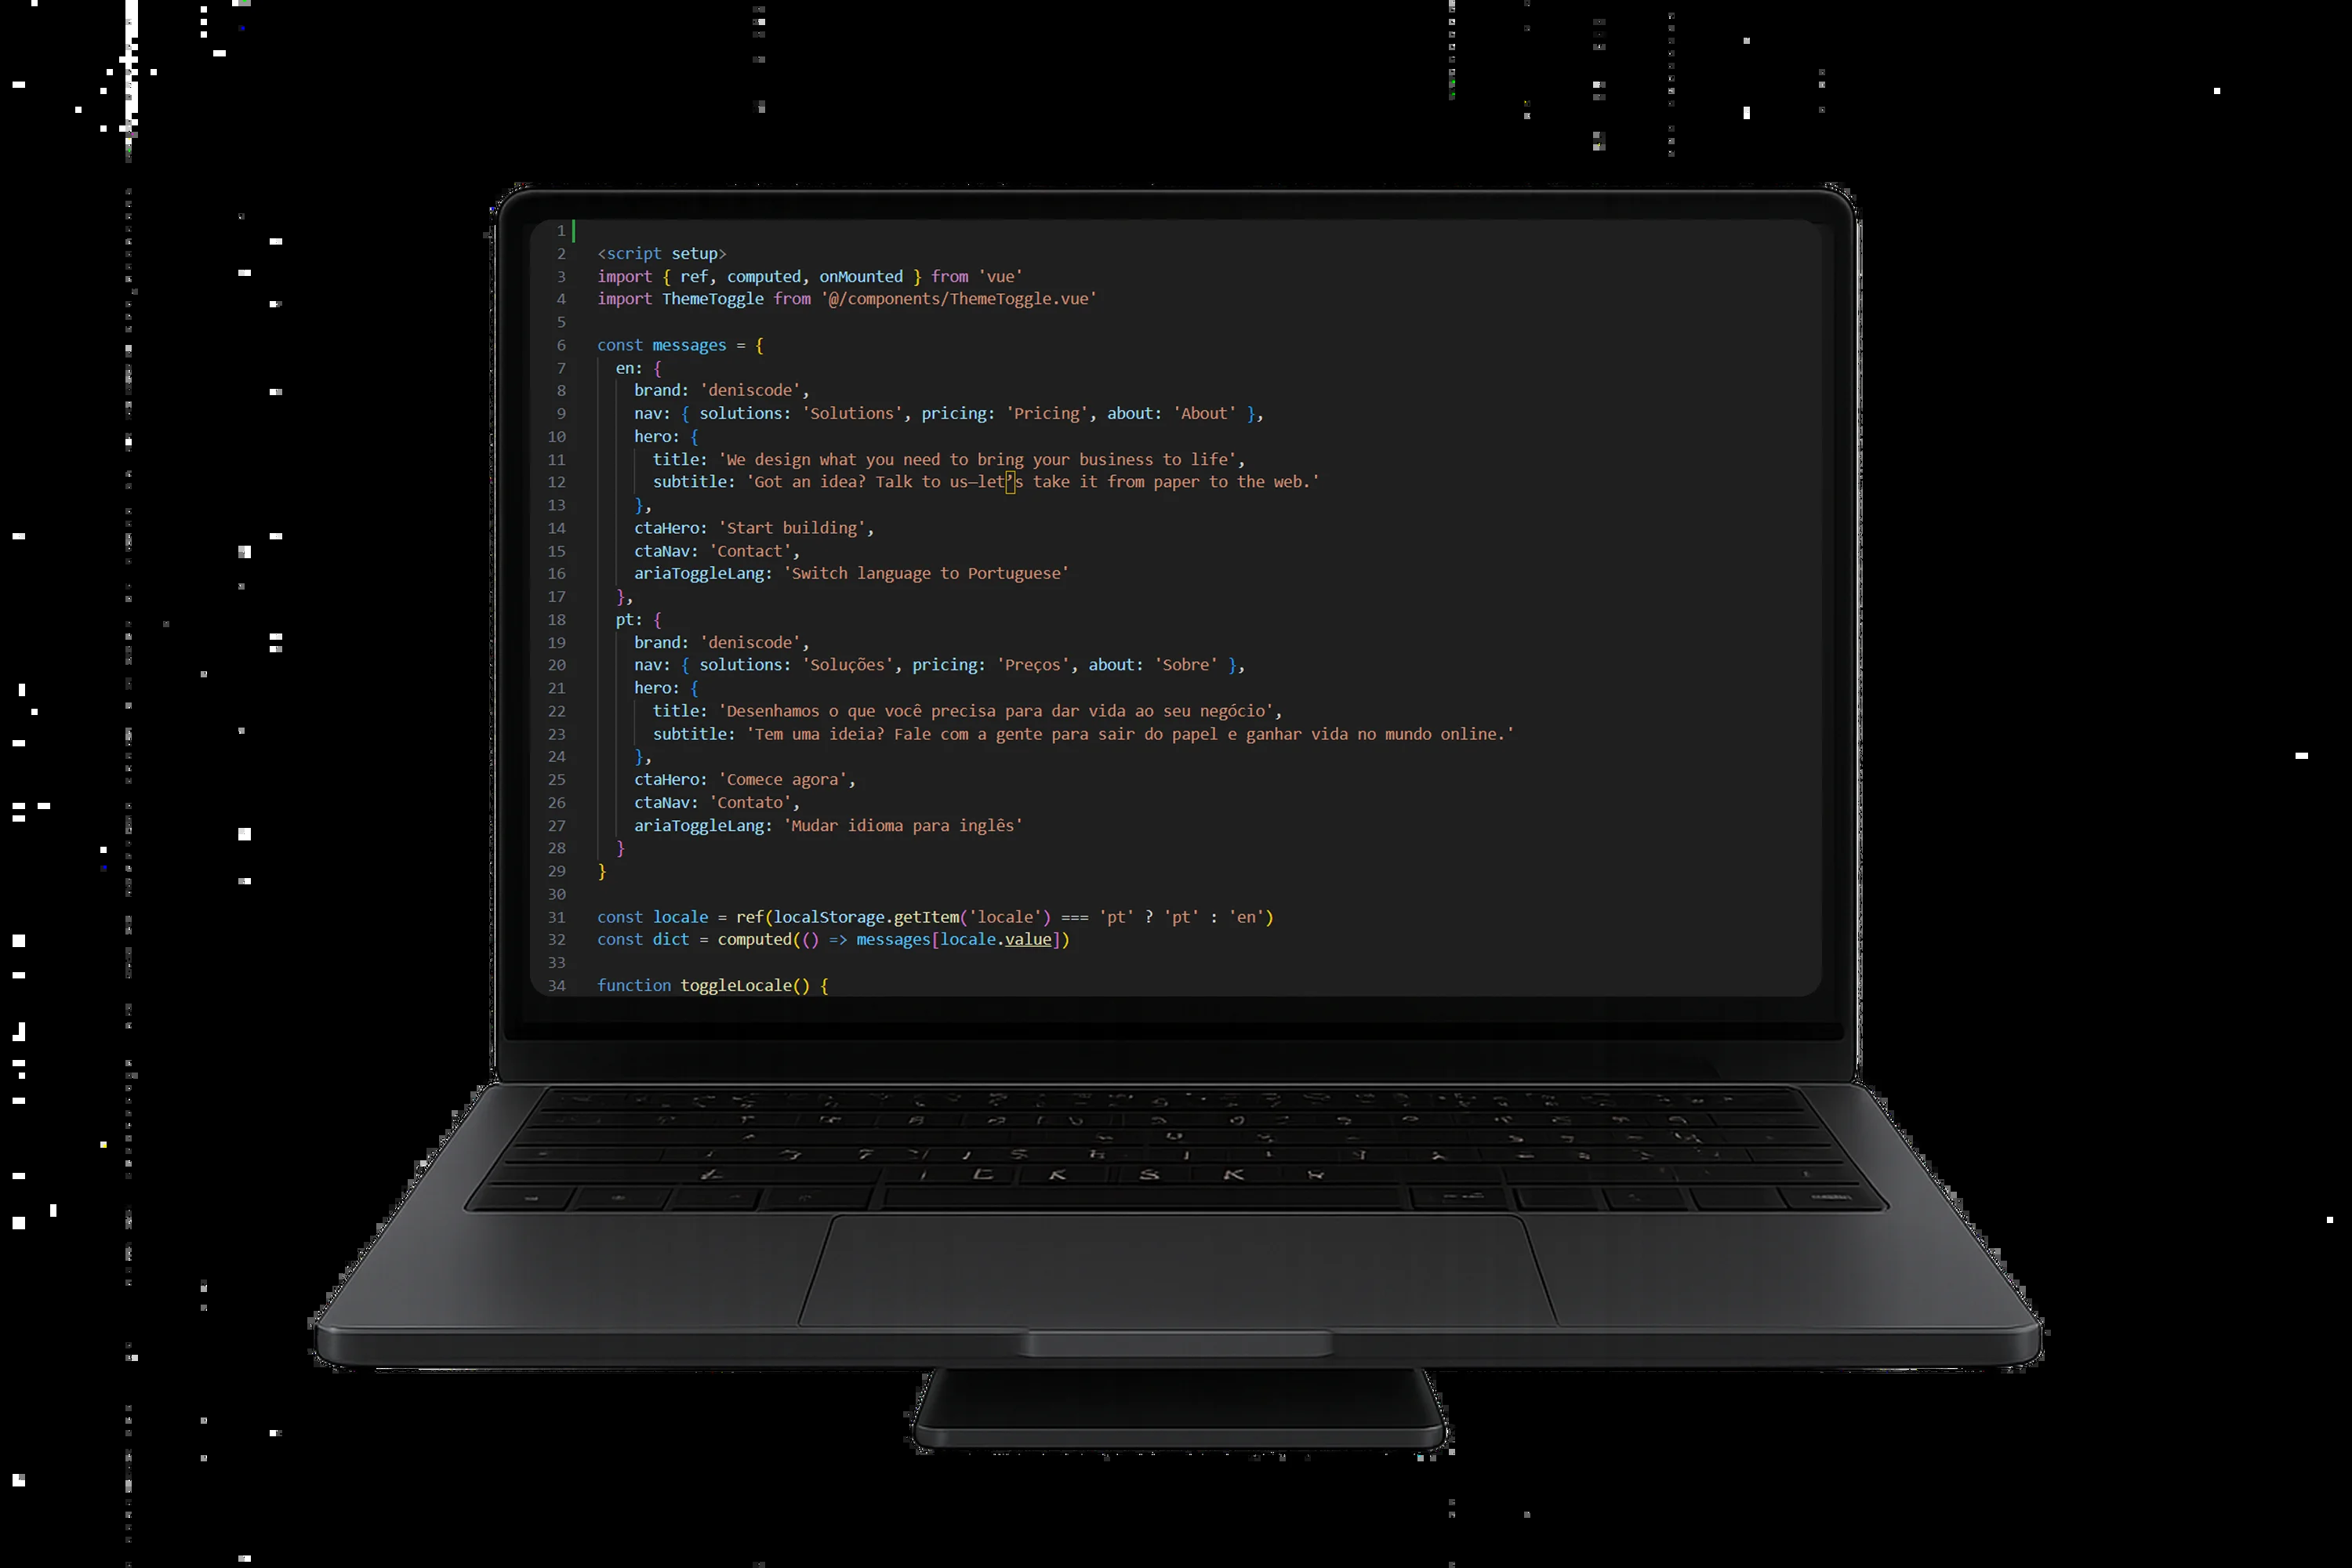 1
2 <script setup>
3 import { ref, computed, onMounted } from 'vue'
4 import ThemeToggle from '@/components/ThemeToggle.vue'
5
6 const messages = {
7   en: {
8     brand: 'deniscode',
9     nav: { solutions: 'Solutions', pricing: 'Pricing', about: 'About' },
10     hero: {
11       title: 'We design what you need to bring your business to life',
12       subtitle: 'Got an idea? Talk to us—let’s take it from paper to the web.'
13     },
14     ctaHero: 'Start building',
15     ctaNav: 'Contact',
16     ariaToggleLang: 'Switch language to Portuguese'
17   },
18   pt: {
19     brand: 'deniscode',
20     nav: { solutions: 'Soluções', pricing: 'Preços', about: 'Sobre' },
21     hero: {
22       title: 'Desenhamos o que você precisa para dar vida ao seu negócio',
23       subtitle: 'Tem uma ideia? Fale com a gente para sair do papel e ganhar vida no mundo online.'
24     },
25     ctaHero: 'Comece agora',
26     ctaNav: 'Contato',
27     ariaToggleLang: 'Mudar idioma para inglês'
28   }
29 }
30
31 const locale = ref(localStorage.getItem('locale') === 'pt' ? 'pt' : 'en')
32 const dict = computed(() => messages[locale.value])
33
34 function toggleLocale() {